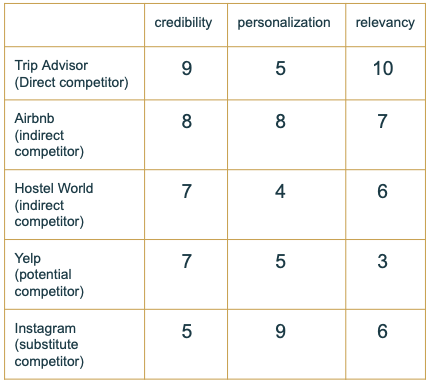 credibility personalization relevancy
Trip Advisor
(Direct competitor) 9 5 10
Airbnb
(indirect
competitor) 8 8 7
Hostel World
(indirect
competitor) 7 4 6
Yelp
(potential
competitor) 7 5 3
Instagram
(substitute
competitor) 5 9 6